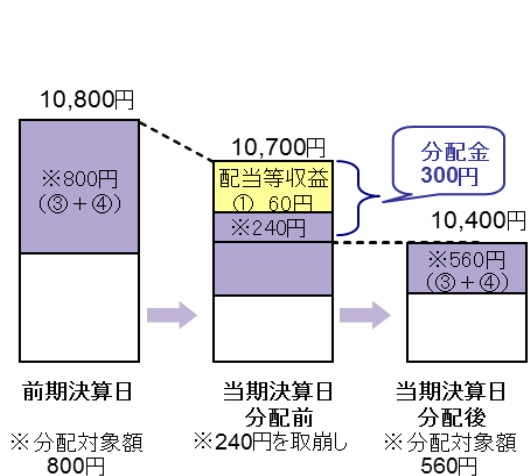 10,800円
※800円
(③+④)
10,700円
配当等収益
① 60円
※240円
分配金
300円
10,400円
※560円
(③+④)
前期決算日
※分配対象額
800円
当期決算日
分配前
※240円を取崩し
当期決算日
分配後
※分配対象額
560円